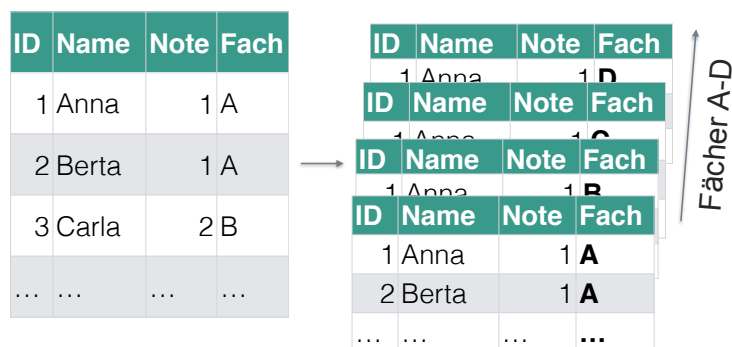 ID Name Note Fach
1 Anna 1 A
2 Berta 1 A
3 Carla 2 B
… … … …
ID Name Note Fach
1 Anna 1 D
ID Name Note Fach
1 Anna 1 C
ID Name Note Fach
1 Anna 1 B
ID Name Note Fach
1 Anna 1 A
2 Berta 1 A
… … … …
Fächer A-D